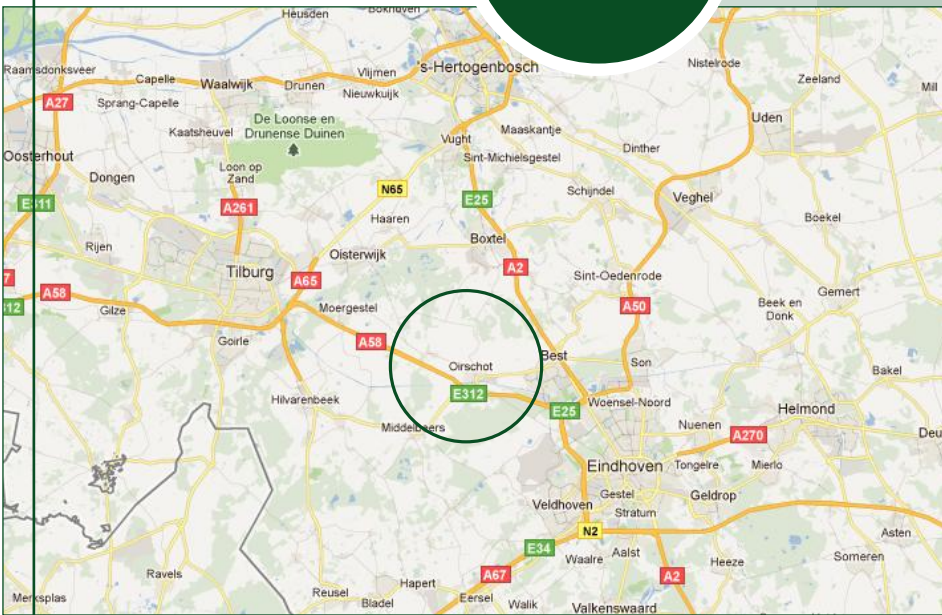 Heusden
Bokhoven
's-Hertogenbosch
Nistelrode
Raamsdonksveer
Capelle
Waalwijk
Drunen
Vlijmen
Nieuwkuijk
Zeeland
Mill
A27
Sprang-Capelle
Uden
De Loonse en
Drunense Duinen
Kaatsheuvel
Vught
Maaskantje
Dinther
Oosterhout
Sint-Michielsgestel
Dongen
Loon op
Zand
N65
Schijndel
Veghel
E311
A261
E25
Haaren
Boekel
Rijen
Oisterwijk
Boxtel
Tilburg
A65
A2
Sint-Oedenrode
A58
Gemert
312
Gilze
Moergestel
A50
Beek en
Donk
Goirle
A58
Oirschot
Best
Son
Bakel
Hilvarenbeek
E312
E25
Woensel-Noord
Helmond
Middelbeers
Nuenen
A270
Deu
Eindhoven
Tongelre
Mierlo
Gestel
Geldrop
Veldhoven
Stratum
N2
Asten
E34
Waalre
Aalst
Heeze
Someren
Ravels
A67
A2
Hapert
Reusel
Eersel
Merksplas
Bladel
Walik
Valkenswaard